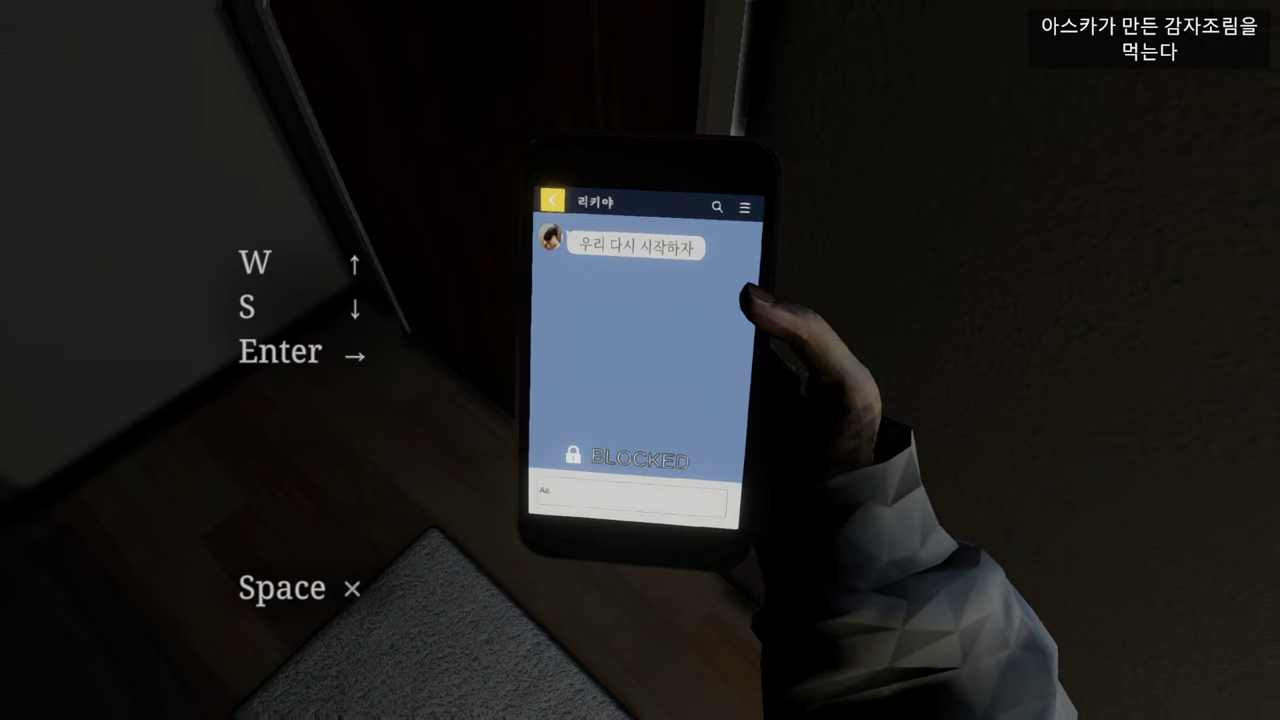 아스카가 만든 감자조림을
먹는다
리키야
우리 다시 시작하자
W ↑
S ↓
Enter →
BLOCKED
Aa
Space ×